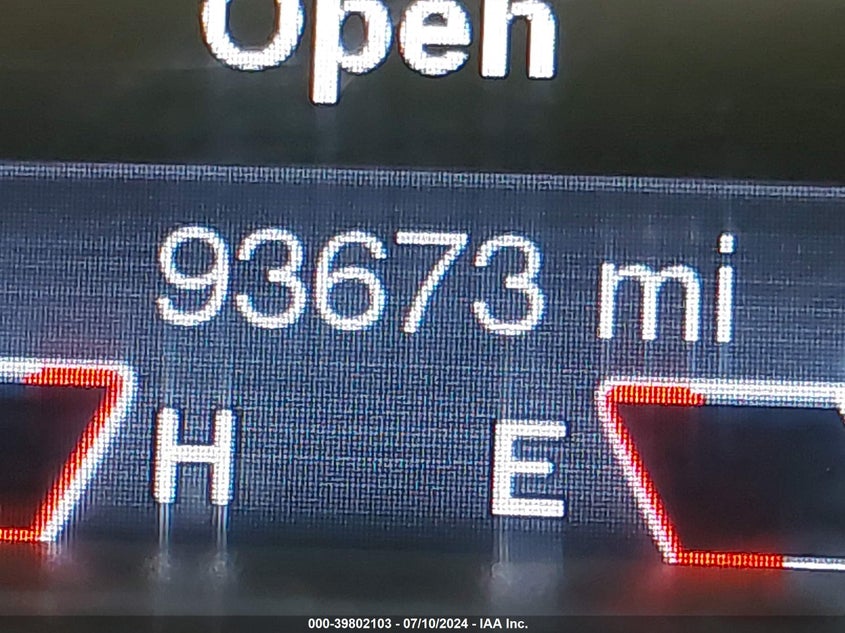 Open
93673 mi
H E
000-39802103 - 07/10/2024 - IAA Inc.